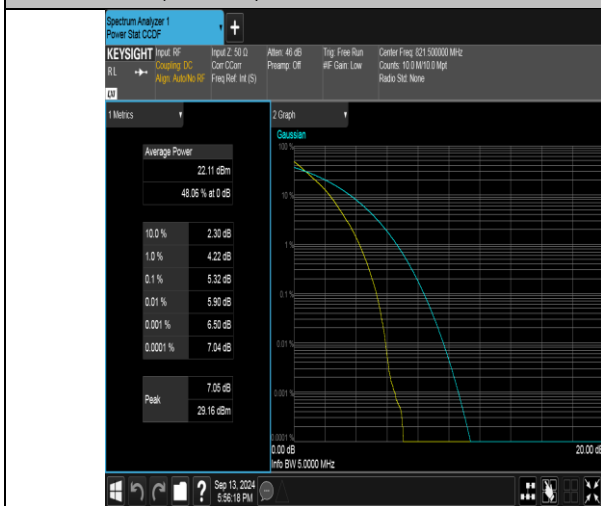 Spectrum Analyzer 1
Power Stat CCDF
+
KEYSIGHT
RL
Input: RF
Coupling: DC
Align: Auto/No RF
Input Z: 50 Ω
Corr CCorr
Freq Ref: Int (S)
Atten: 46 dB
Preamp: Off
Trig: Free Run
#IF Gain: Low
Center Freq: 821.500000 MHz
Counts: 10.0 M/10.0 Mpt
Radio Std: None
1 Metrics
Average Power
22.11 dBm
48.06 % at 0 dB
10.0 % 2.30 dB
1.0 % 4.22 dB
0.1 % 5.32 dB
0.01 % 5.90 dB
0.001 % 6.50 dB
0.0001 % 7.04 dB
Peak
7.05 dB
29.16 dBm
2 Graph
Gaussian
100 %
10 %
1 %
0.1 %
0.01 %
0.001 %
0.0001 %
0.00 dB
20.00 dB
Info BW 5.0000 MHz
?
Sep 13, 2024
5:56:18 PM